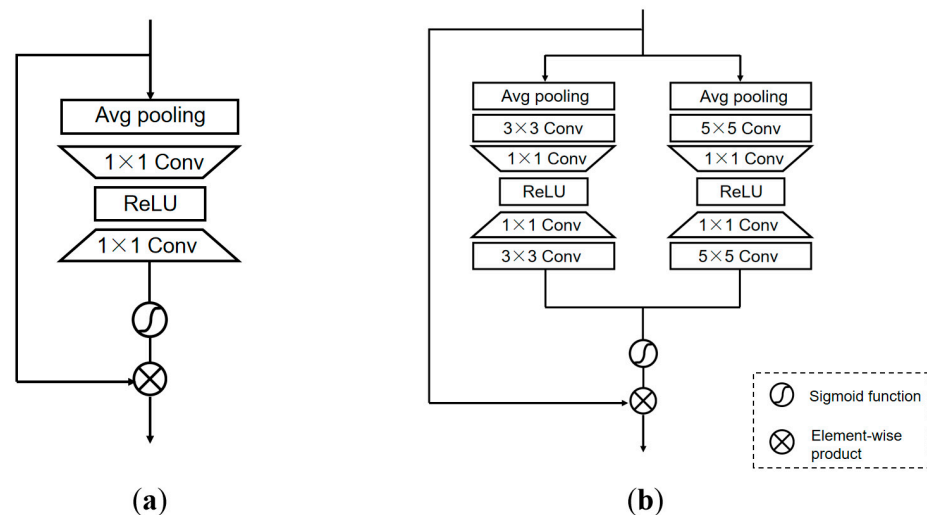 Avg pooling
1×1 Conv
ReLU
1×1 Conv
(a)
Avg pooling
3×3 Conv
1×1 Conv
ReLU
1×1 Conv
3×3 Conv
Avg pooling
5×5 Conv
1×1 Conv
ReLU
1×1 Conv
5×5 Conv
Sigmoid function
Element-wise
product
(b)